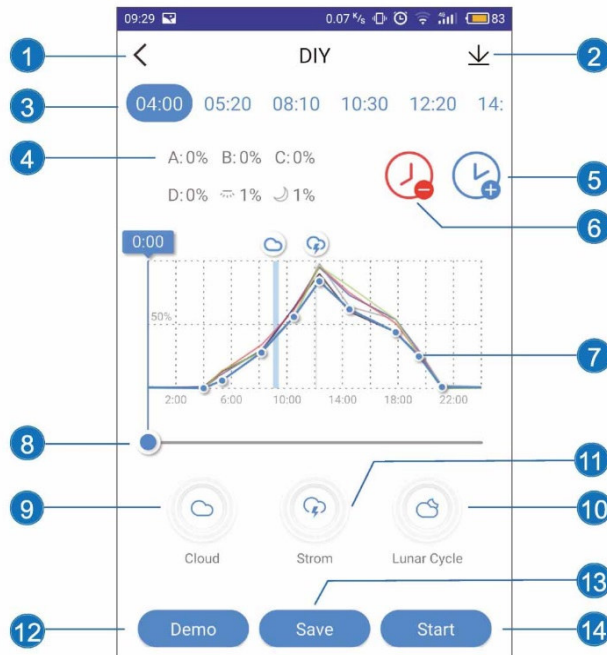 09:29 0.07 K/s 4G 83
1 DIY 2
3 04:00 05:20 08:10 10:30 12:20 14:
4 A:0% B:0% C:0%
5
D:0% 1% 1%
6
0:00
50%
7
2:00 6:00 10:00 14:00 18:00 22:00
8
11
9 10
Cloud Strom Lunar Cycle
13
12 Demo Save Start 14